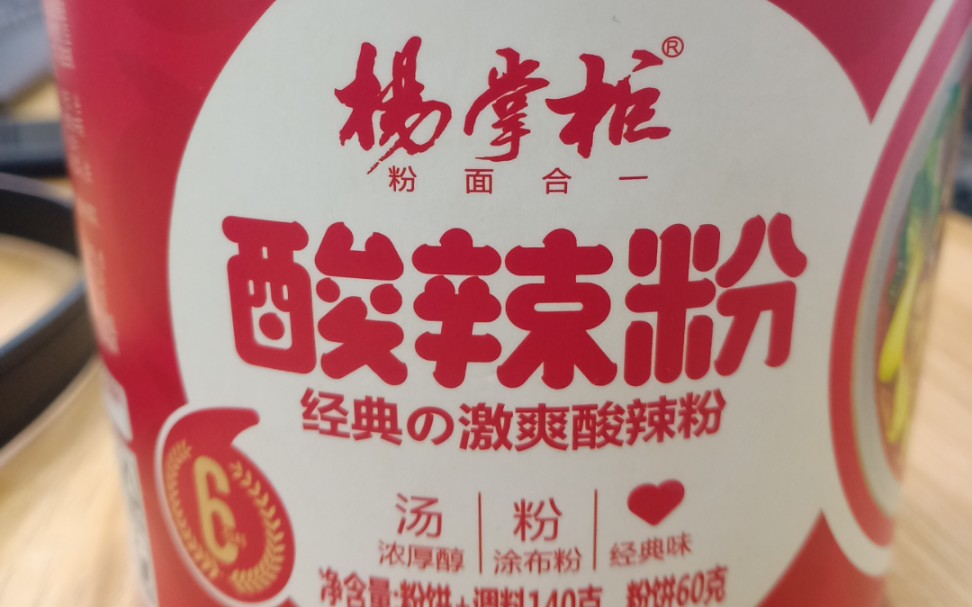 楊掌柜®
粉面合一
酸辣粉
经典の激爽酸辣粉
汤 粉
浓厚醇 涂布粉 经典味
6
净含量:粉饼+调料140克 粉饼60克